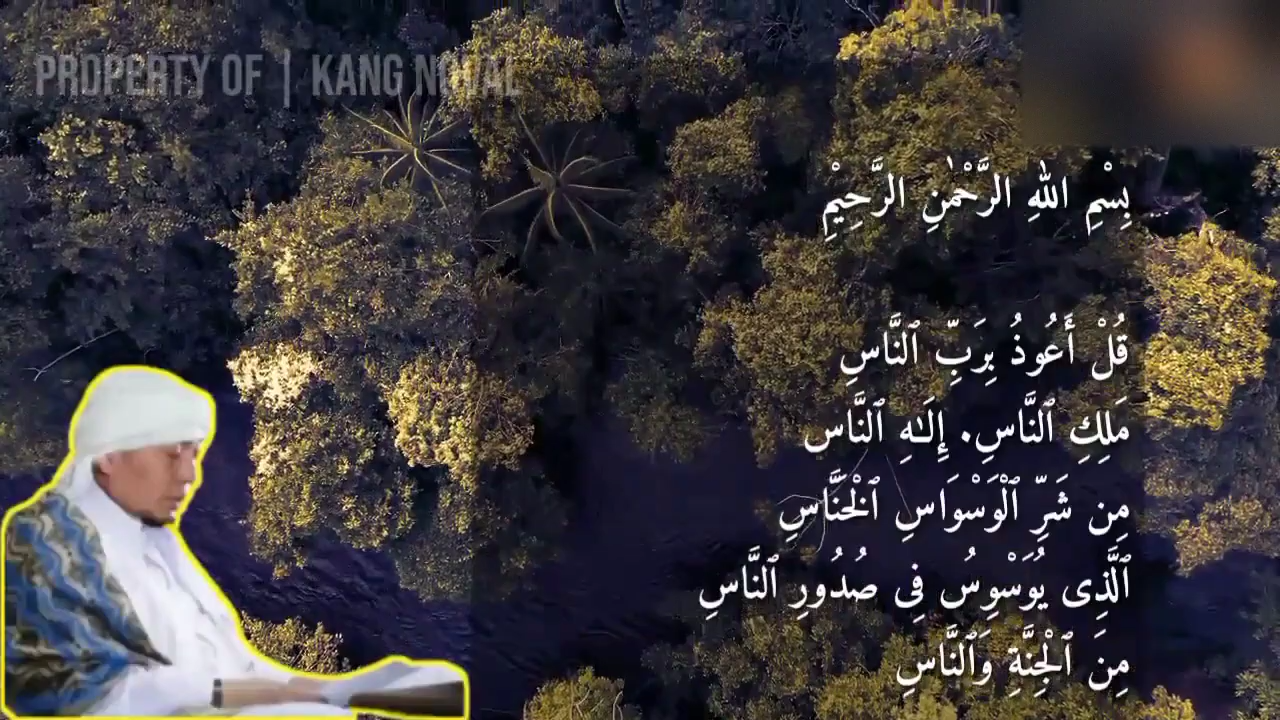 PROPERTY OF | KANG NOVAL
بِسْمِ اللهِ الرَّحْمٰنِ الرَّحِيْمِ
قُلْ أَعُوذُ بِرَبِّ ٱلنَّاسِ
مَلِكِ ٱلنَّاسِ. إِلَـٰهِ ٱلنَّاسِ
مِن شَرِّ ٱلْوَسْوَاسِ ٱلْخَنَّاسِ
ٱلَّذِى يُوَسْوِسُ فِى صُدُورِ ٱلنَّاسِ
مِنَ ٱلْجِنَّةِ وَٱلنَّاسِ